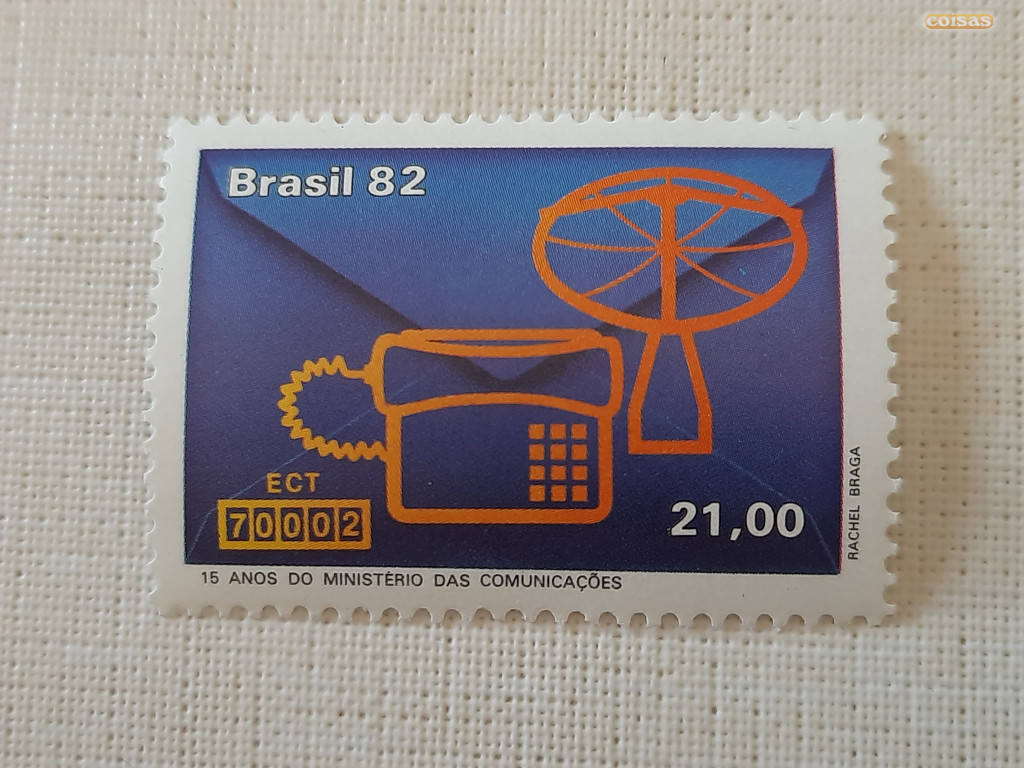 coisas
Brasil 82
ECT
70002
21,00
RACHEL BRAGA
15 ANOS DO MINISTÉRIO DAS COMUNICAÇÕES